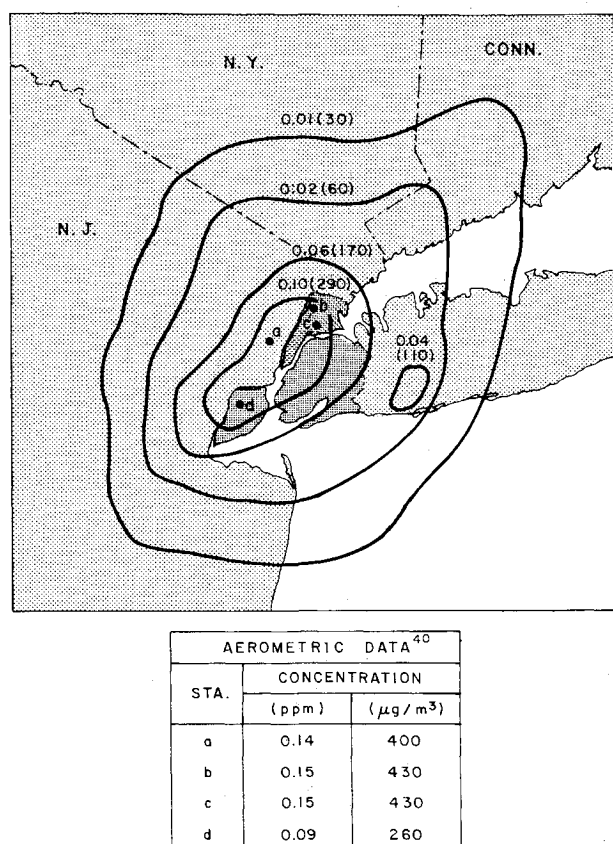 N.Y.
CONN.
0.01(30)
0.02(60)
N.J.
0.06(170)
0.10(290)
b
c
a
0.04
(110)
d
AEROMETRIC DATA40
STA.
CONCENTRATION
(ppm)
(μg/m³)
a 0.14 400
b 0.15 430
c 0.15 430
d 0.09 260